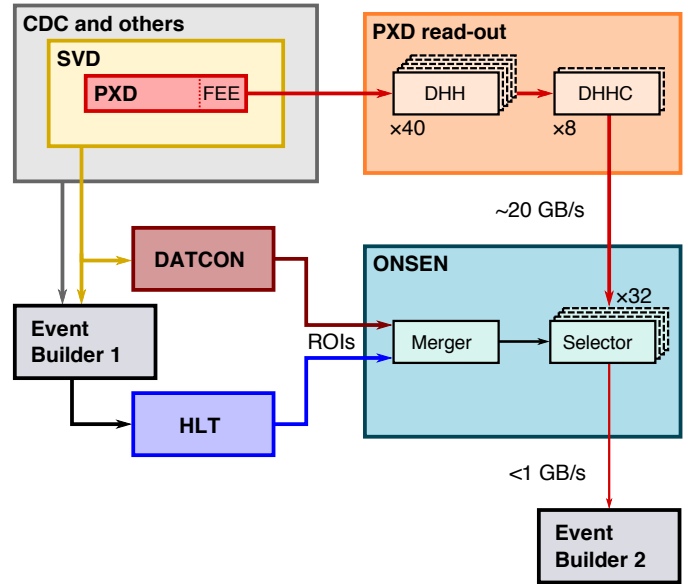 CDC and others
SVD
PXD
FEE
PXD read-out
DHH
×40
DHHC
×8
~20 GB/s
DATCON
ONSEN
×32
Event
Builder 1
ROIs
Merger
Selector
HLT
<1 GB/s
Event
Builder 2